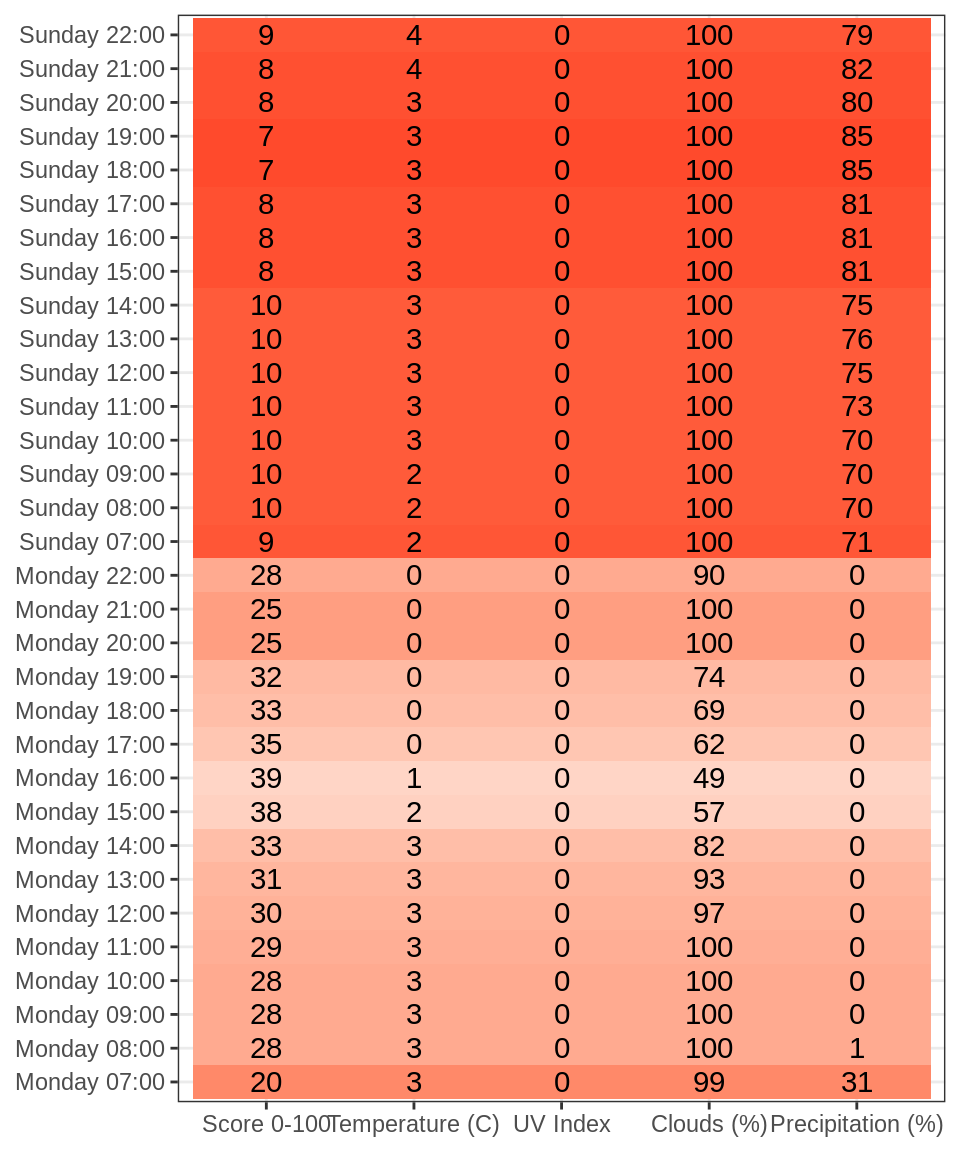 Sunday 22:00 9 4 0 100 79
Sunday 21:00 8 4 0 100 82
Sunday 20:00 8 3 0 100 80
Sunday 19:00 7 3 0 100 85
Sunday 18:00 7 3 0 100 85
Sunday 17:00 8 3 0 100 81
Sunday 16:00 8 3 0 100 81
Sunday 15:00 8 3 0 100 81
Sunday 14:00 10 3 0 100 75
Sunday 13:00 10 3 0 100 76
Sunday 12:00 10 3 0 100 75
Sunday 11:00 10 3 0 100 73
Sunday 10:00 10 3 0 100 70
Sunday 09:00 10 2 0 100 70
Sunday 08:00 10 2 0 100 70
Sunday 07:00 9 2 0 100 71
Monday 22:00 28 0 0 90 0
Monday 21:00 25 0 0 100 0
Monday 20:00 25 0 0 100 0
Monday 19:00 32 0 0 74 0
Monday 18:00 33 0 0 69 0
Monday 17:00 35 0 0 62 0
Monday 16:00 39 1 0 49 0
Monday 15:00 38 2 0 57 0
Monday 14:00 33 3 0 82 0
Monday 13:00 31 3 0 93 0
Monday 12:00 30 3 0 97 0
Monday 11:00 29 3 0 100 0
Monday 10:00 28 3 0 100 0
Monday 09:00 28 3 0 100 0
Monday 08:00 28 3 0 100 1
Monday 07:00 20 3 0 99 31
Score 0-100 Temperature (C) UV Index Clouds (%) Precipitation (%)